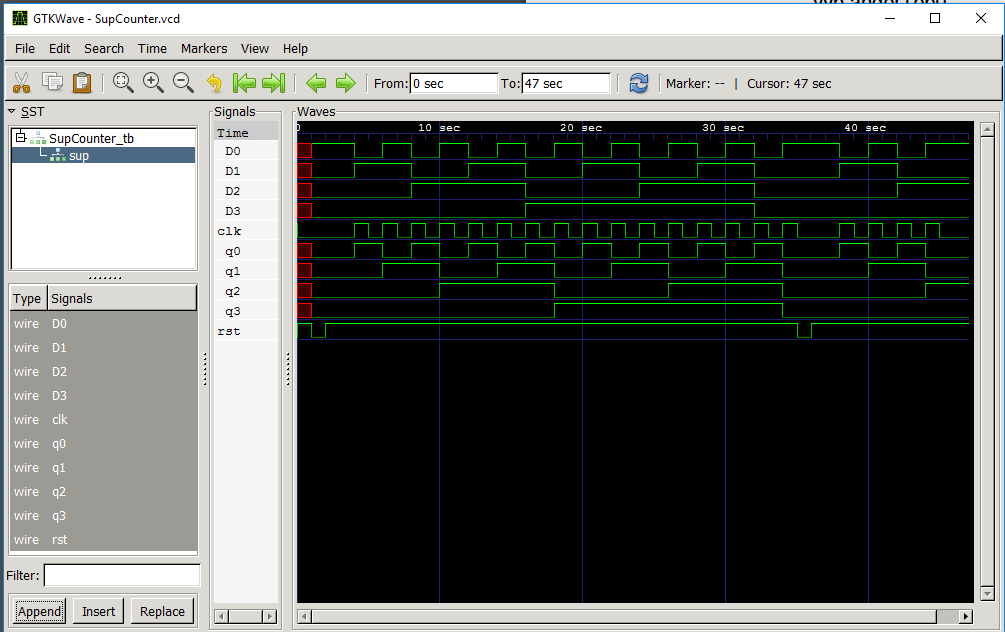 GTKWave - SupCounter.vcd
File Edit Search Time Markers View Help
From: 0 sec To: 47 sec Marker: -- | Cursor: 47 sec
SST
SupCounter_tb
sup
Type Signals
wire D0
wire D1
wire D2
wire D3
wire clk
wire q0
wire q1
wire q2
wire q3
wire rst
Filter:
Append Insert Replace
Signals
Time
D0
D1
D2
D3
clk
q0
q1
q2
q3
rst
Waves
0 10 sec 20 sec 30 sec 40 sec